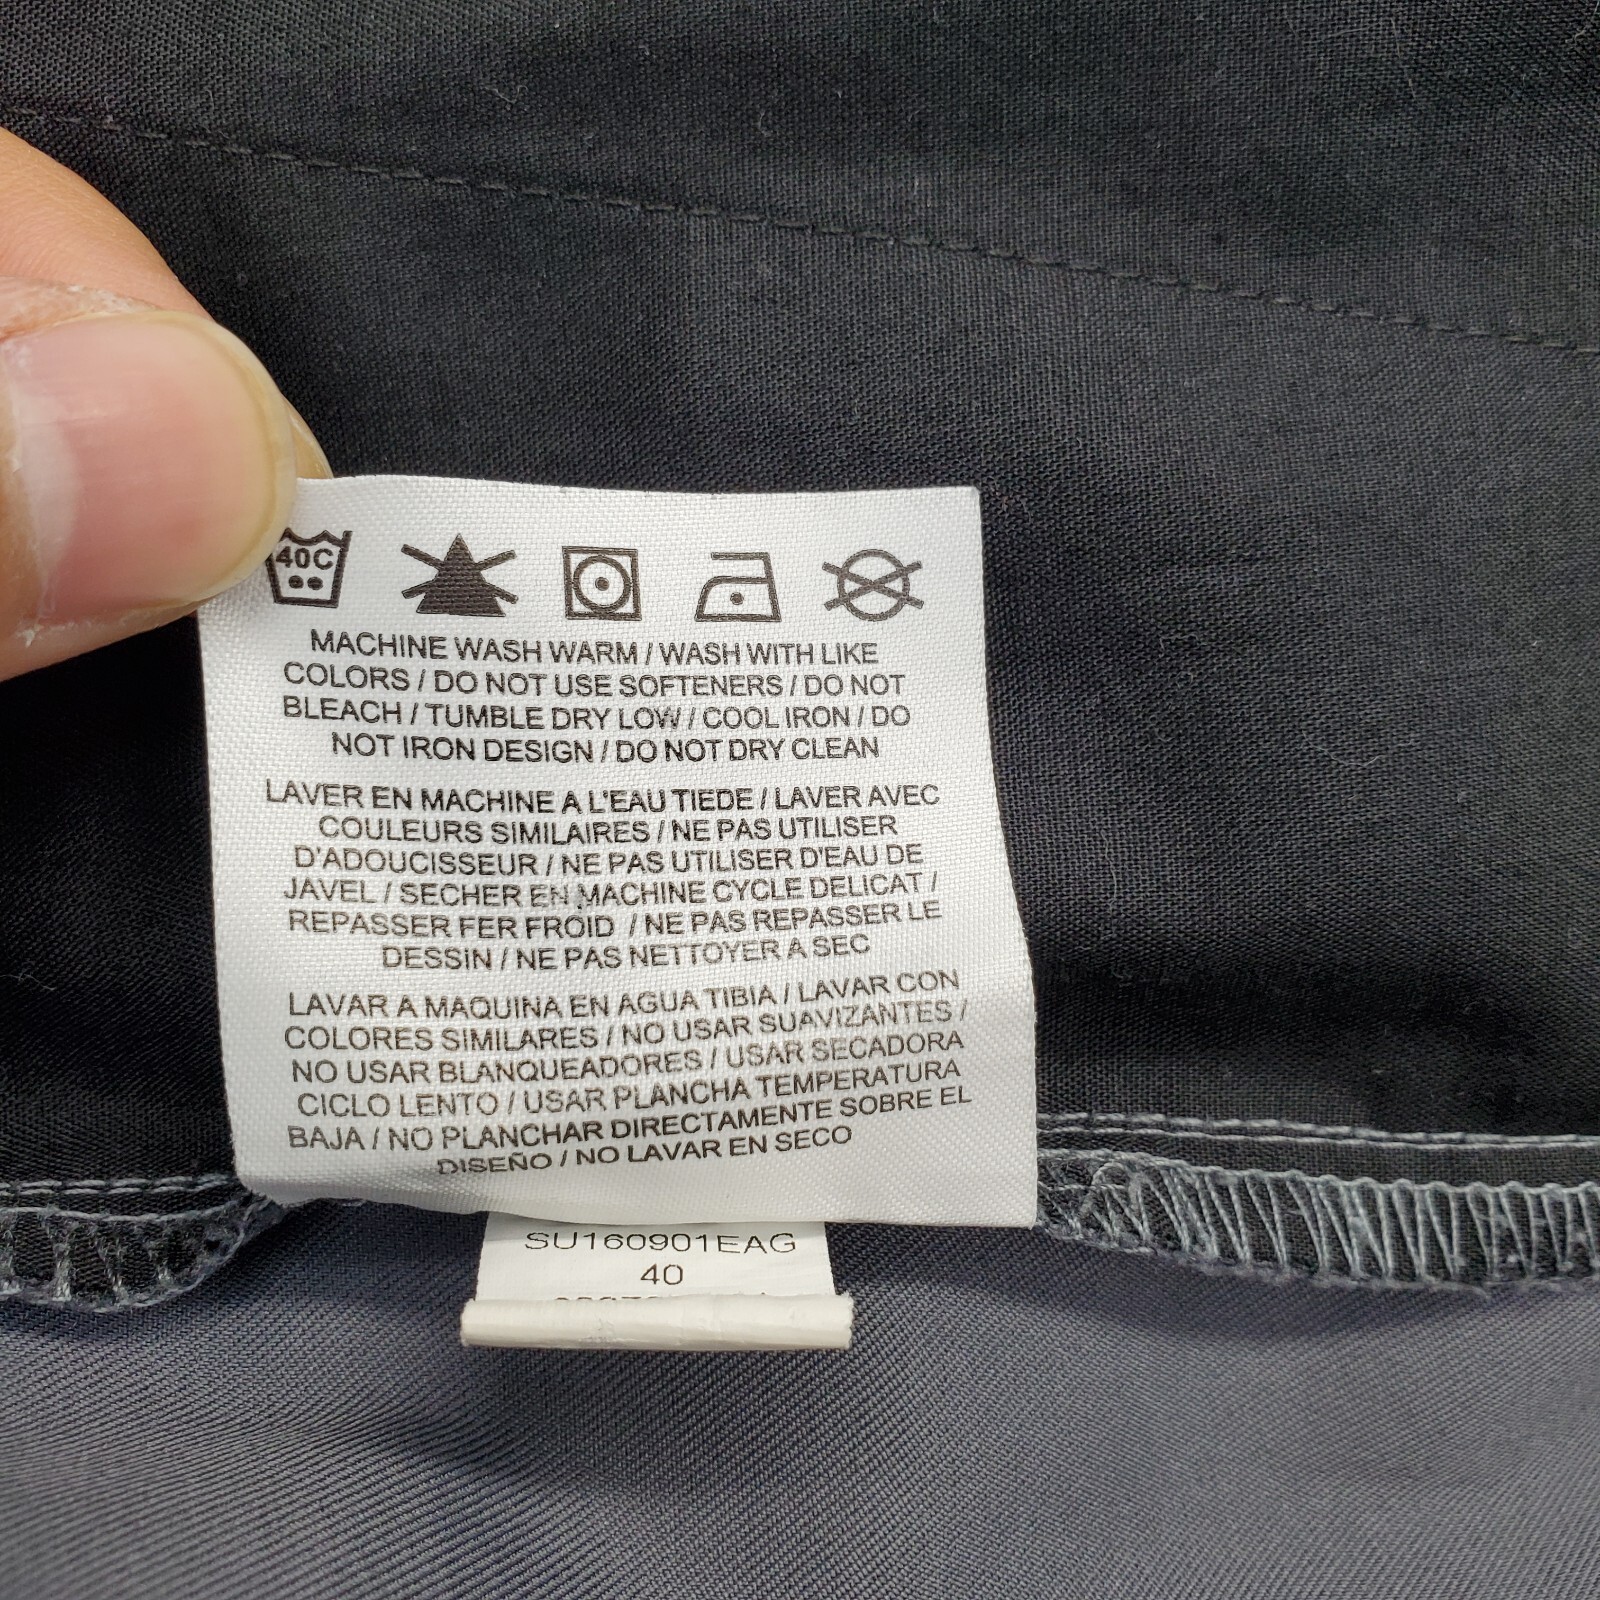 40C
MACHINE WASH WARM / WASH WITH LIKE
COLORS / DO NOT USE SOFTENERS / DO NOT
BLEACH / TUMBLE DRY LOW / COOL IRON / DO
NOT IRON DESIGN / DO NOT DRY CLEAN
LAVER EN MACHINE A L'EAU TIEDE / LAVER AVEC
COULEURS SIMILAIRES / NE PAS UTILISER
D'ADOUCISSEUR / NE PAS UTILISER D'EAU DE
JAVEL / SECHER EN MACHINE CYCLE DELICAT /
REPASSER FER FROID / NE PAS REPASSER LE
DESSIN / NE PAS NETTOYER A SEC
LAVAR A MAQUINA EN AGUA TIBIA / LAVAR CON
COLORES SIMILARES / NO USAR SUAVIZANTES /
NO USAR BLANQUEADORES / USAR SECADORA
CICLO LENTO / USAR PLANCHA TEMPERATURA
BAJA / NO PLANCHAR DIRECTAMENTE SOBRE EL
DISEÑO / NO LAVAR EN SECO
SU160901EAG
40